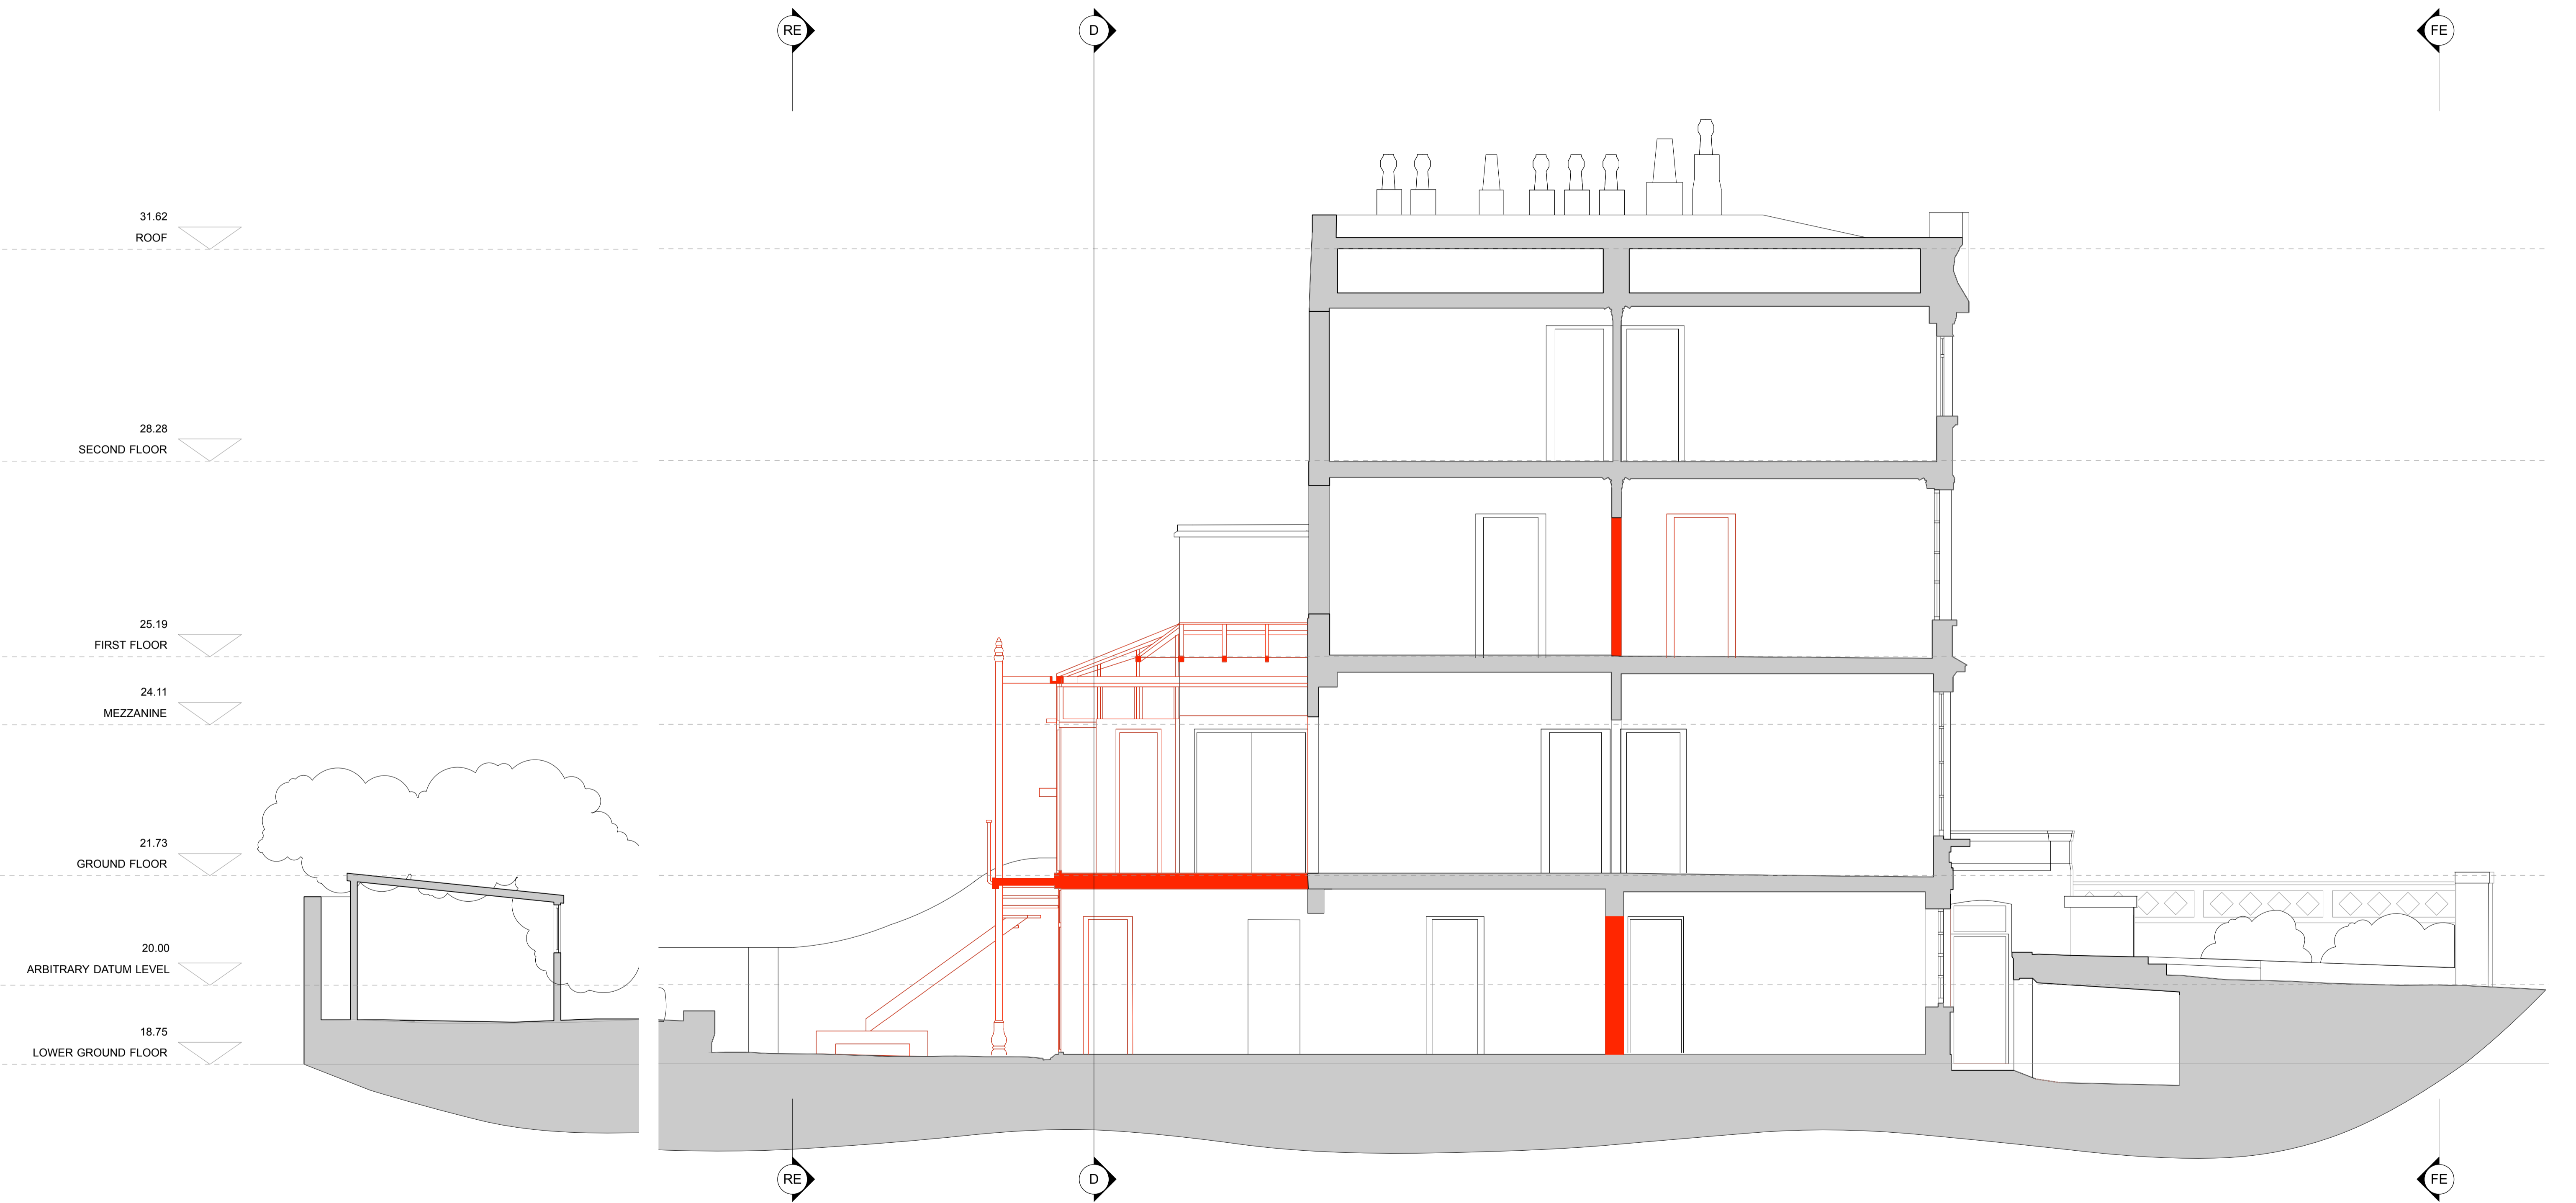 RE
D
FE
31.62
ROOF
28.28
SECOND FLOOR
25.19
FIRST FLOOR
24.11
MEZZANINE
21.73
GROUND FLOOR
20.00
ARBITRARY DATUM LEVEL
18.75
LOWER GROUND FLOOR
RE
D
FE